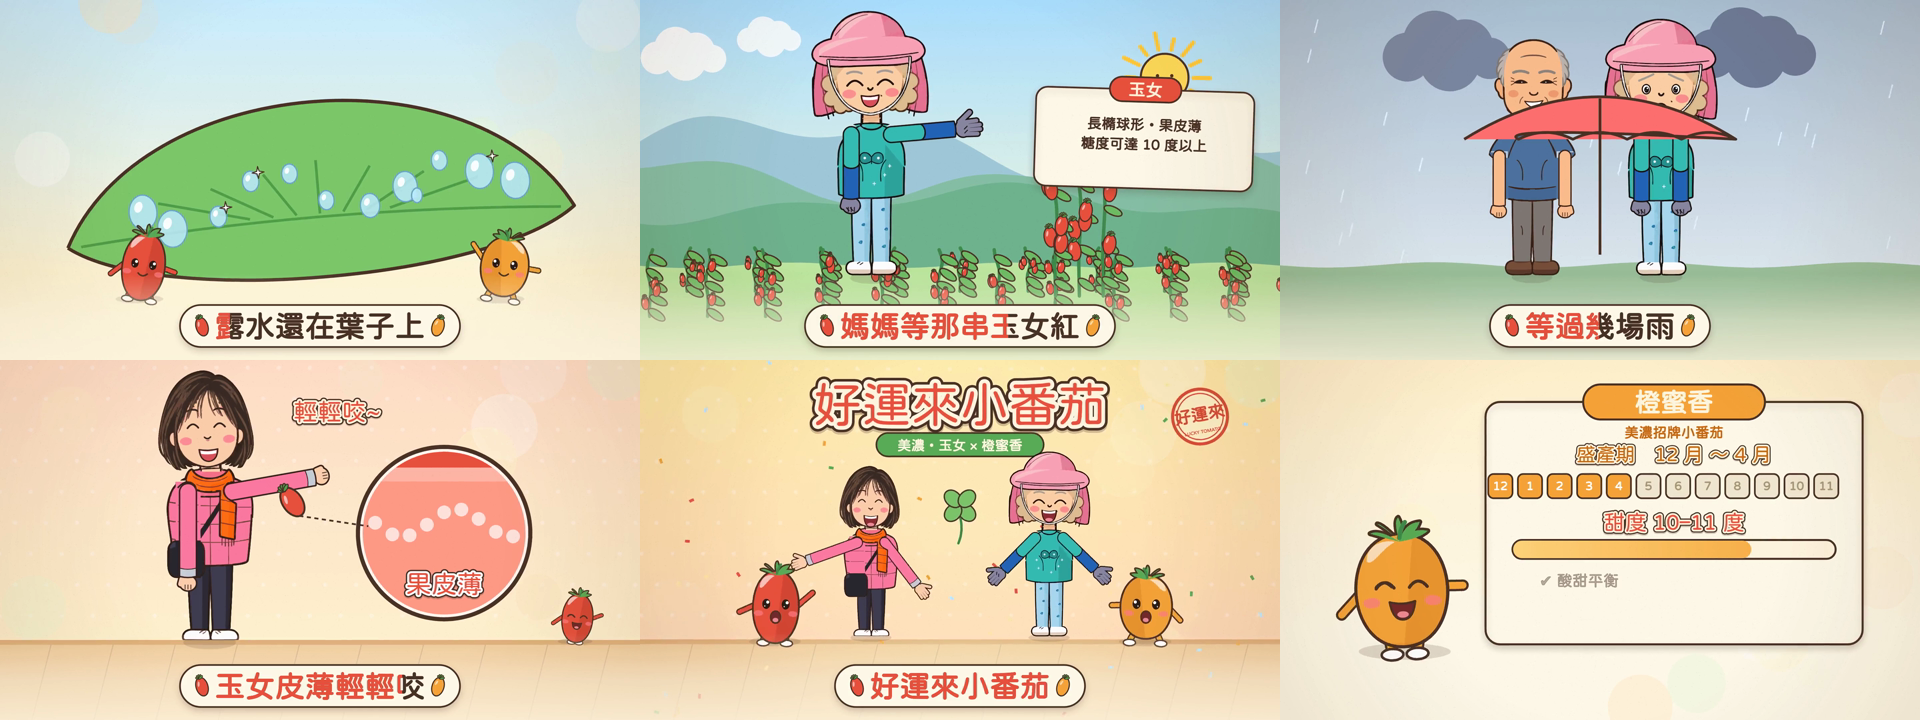 露水還在葉子上
玉女
長橢球形・果皮薄
糖度可達 10 度以上
媽媽等那串玉女紅
等過幾場雨
輕輕咬~
果皮薄
玉女皮薄輕輕咬
好運來小番茄
美濃・玉女 × 橙蜜香
好運來
LUCKY TOMATO
好運來小番茄
橙蜜香
美濃招牌小番茄
盛產期 12 月 ～ 4 月
12 1 2 3 4 5 6 7 8 9 10 11
甜度 10–11 度
✔ 酸甜平衡